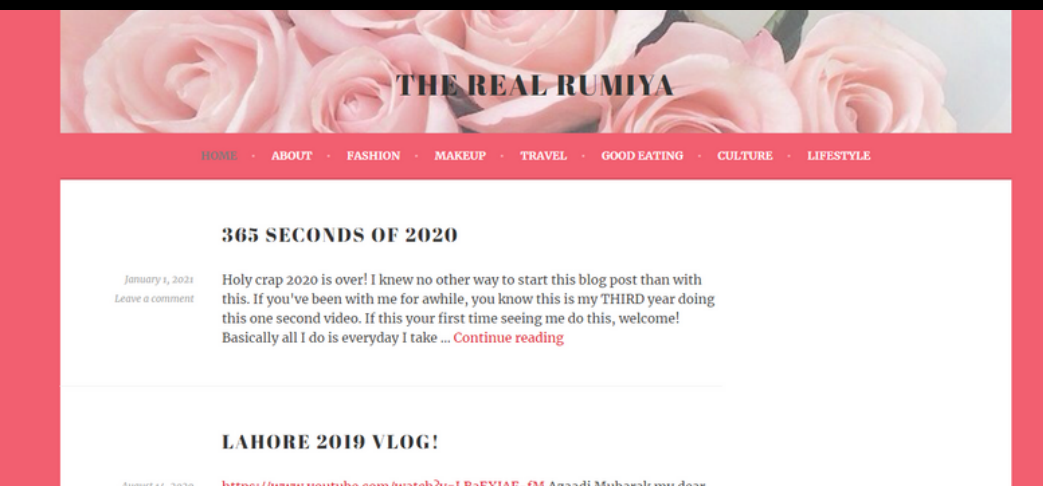 THE REAL RUMIYA
HOME · ABOUT · FASHION · MAKEUP · TRAVEL · GOOD EATING · CULTURE · LIFESTYLE
365 SECONDS OF 2020
January 1, 2021
Leave a comment
Holy crap 2020 is over! I knew no other way to start this blog post than with
this. If you've been with me for awhile, you know this is my THIRD year doing
this one second video. If this your first time seeing me do this, welcome!
Basically all I do is everyday I take ... Continue reading
LAHORE 2019 VLOG!
Azaadi Mubarak my dear